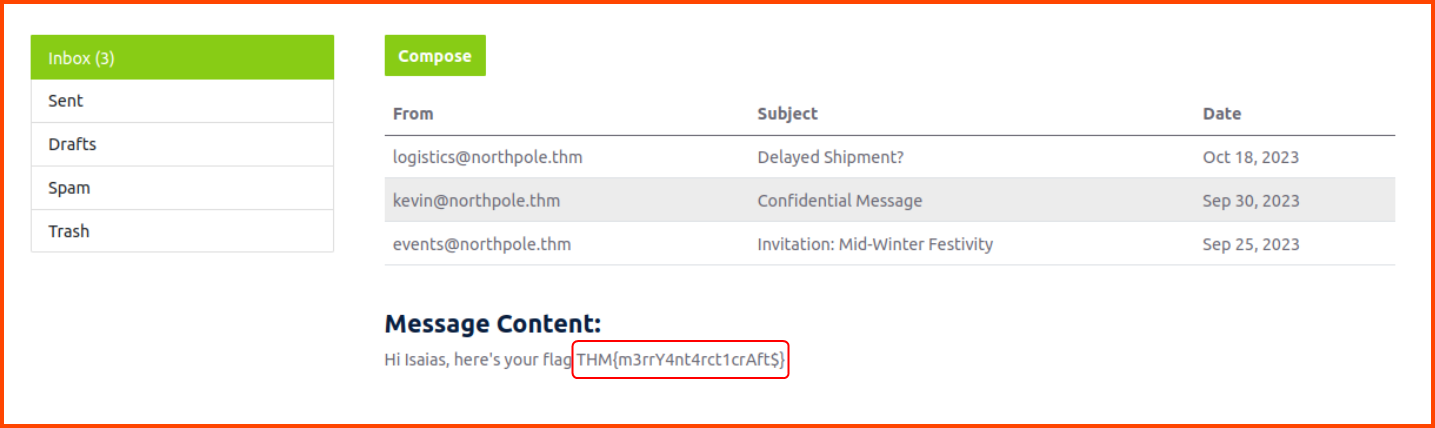 Inbox (3)
Sent
Drafts
Spam
Trash
Compose
From Subject Date
logistics@northpole.thm Delayed Shipment? Oct 18, 2023
kevin@northpole.thm Confidential Message Sep 30, 2023
events@northpole.thm Invitation: Mid-Winter Festivity Sep 25, 2023
Message Content:
Hi Isaias, here's your flag THM{m3rrY4nt4rct1crAft$}